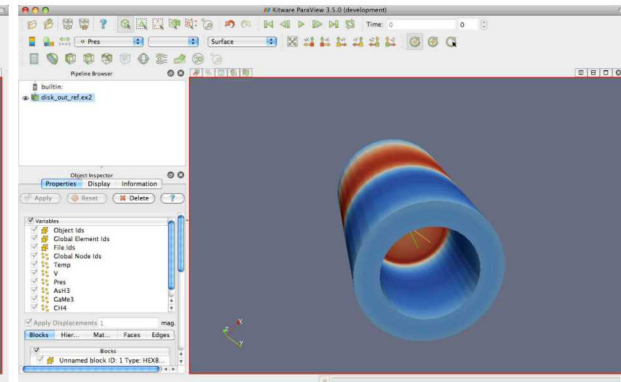 Kitware ParaView 3.5.0 (development)
Time: 0 0
Pres Surface
Pipeline Browser
builtin:
disk_out_ref.ex2
Object Inspector
Properties Display Information
Apply Reset Delete ?
Variables
Object Ids
Global Element Ids
File Ids
Global Node Ids
Temp
V
Pres
AsH3
GaMe3
CH4
Apply Displacements 1 mag.
Blocks Hier... Mat... Faces Edges
Blocks
Unnamed block ID: 1 Type: HEX8...